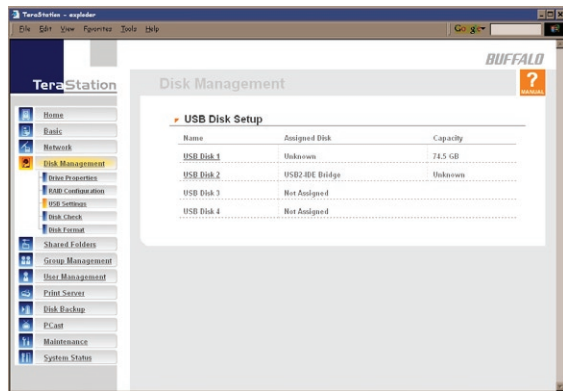 TeraStation - exploder
File Edit View Favorites Tools Help
Google
BUFFALO
TeraStation
Disk Management
?
MANUAL
Home
Basic
Network
Disk Management
Drive Properties
RAID Configuration
USB Settings
Disk Check
Disk Format
Shared Folders
Group Management
User Management
Print Server
Disk Backup
PCast
Maintenance
System Status
USB Disk Setup
Name Assigned Disk Capacity
USB Disk 1 Unknown 74.5 GB
USB Disk 2 USB2-IDE Bridge Unknown
USB Disk 3 Not Assigned
USB Disk 4 Not Assigned